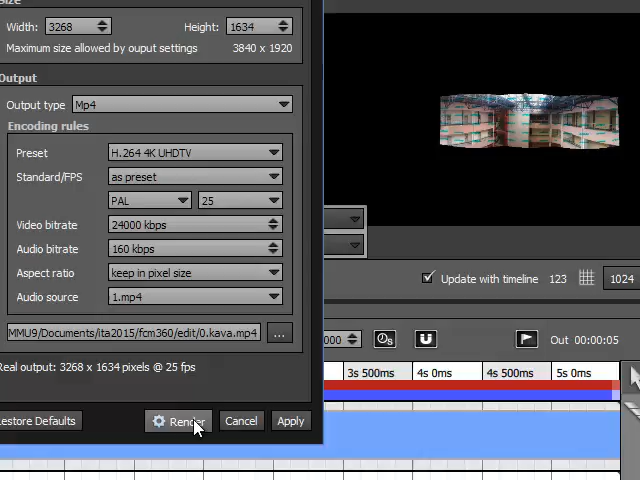 Size
Width: 3268 Height: 1634
Maximum size allowed by ouput settings 3840 x 1920
Output
Output type Mp4
Encoding rules
Preset H.264 4K UHDTV
Standard/FPS as preset
PAL 25
Video bitrate 24000 kbps
Audio bitrate 160 kbps
Aspect ratio keep in pixel size
Audio source 1.mp4
MMU9/Documents/ita2015/fcm360/edit/0.kava.mp4 ...
Real output: 3268 x 1634 pixels @ 25 fps
Restore Defaults Render Cancel Apply
Update with timeline 123 1024
000 Out 00:00:05
3s 500ms 4s 0ms 4s 500ms 5s 0ms